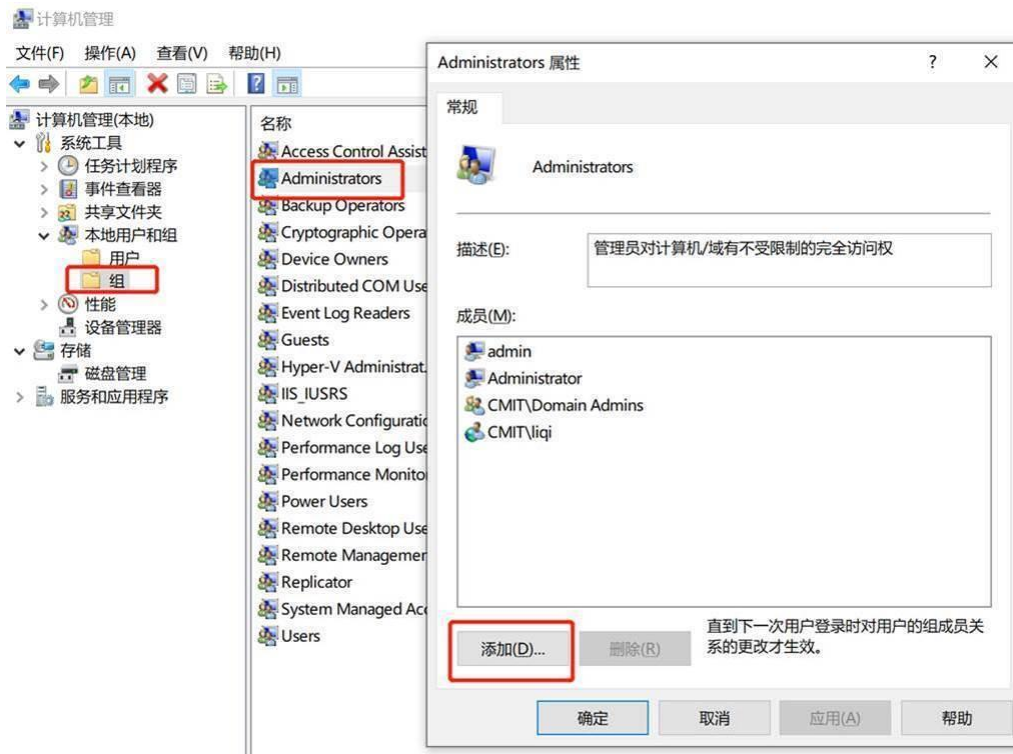 计算机管理
文件(F) 操作(A) 查看(V) 帮助(H)
计算机管理(本地)
系统工具
任务计划程序
事件查看器
共享文件夹
本地用户和组
用户
组
性能
设备管理器
存储
磁盘管理
服务和应用程序
名称
Access Control Assist
Administrators
Backup Operators
Cryptographic Opera
Device Owners
Distributed COM Use
Event Log Readers
Guests
Hyper-V Administrat.
IIS_IUSRS
Network Configuratio
Performance Log Use
Performance Monito
Power Users
Remote Desktop Use
Remote Managemer
Replicator
System Managed Acc
Users
Administrators 属性
?
常规
Administrators
描述(E):
管理员对计算机/域有不受限制的完全访问权
成员(M):
admin
Administrator
CMIT\Domain Admins
CMIT\liqi
添加(D)... 删除(R)
直到下一次用户登录时对用户的组成员关
系的更改才生效。
确定 取消 应用(A) 帮助